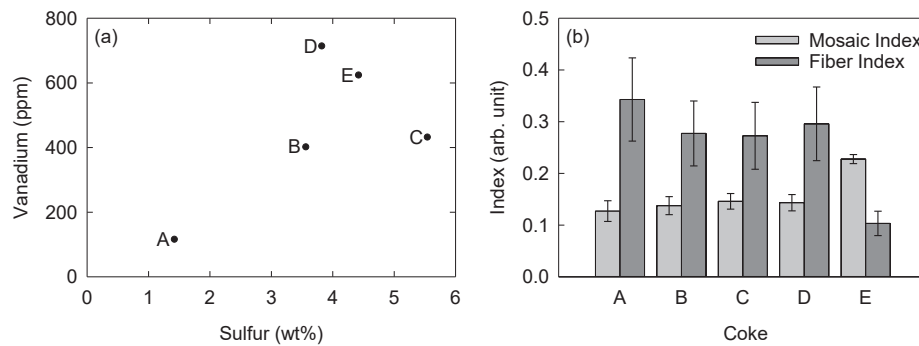 (a)
Vanadium (ppm)
800
600
400
200
0
D
E
B
C
A
0 1 2 3 4 5 6
Sulfur (wt%)
(b)
Mosaic Index
Fiber Index
Index (arb. unit)
0.5
0.4
0.3
0.2
0.1
0.0
A B C D E
Coke